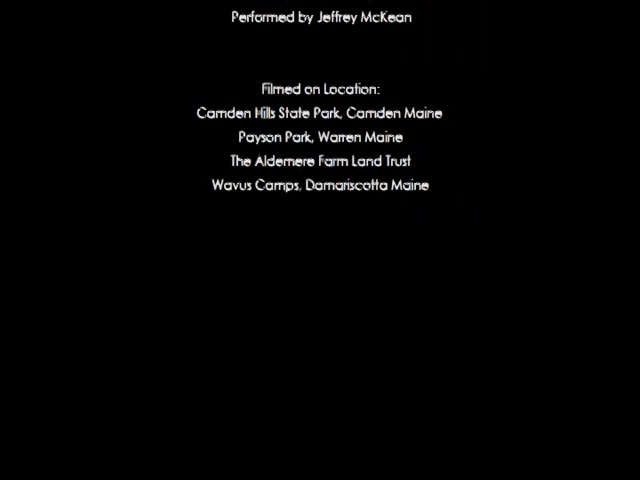 Performed by Jeffrey McKean
Filmed on Location:
Camden Hills State Park, Camden Maine
Payson Park, Warren Maine
The Aldemere Farm Land Trust
Wavus Camps, Damariscotta Maine